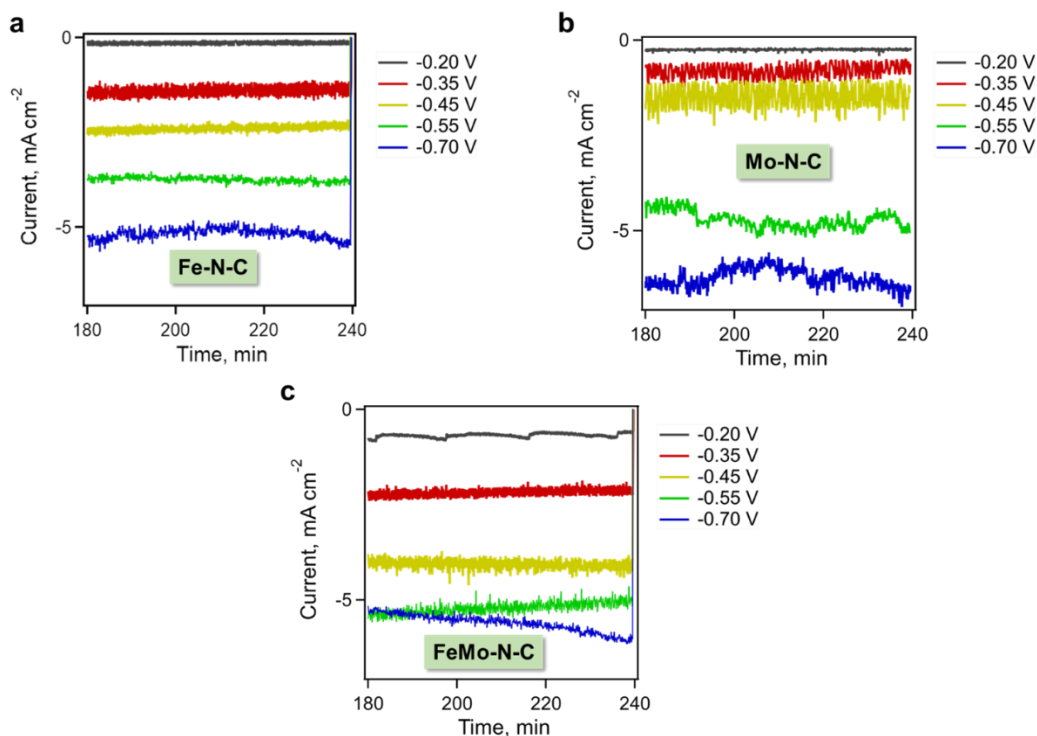 a
0
-5
Current, mA cm-2
180
200
220
240
Time, min
Fe-N-C
-0.20 V
-0.35 V
-0.45 V
-0.55 V
-0.70 V
b
0
-5
Current, mA cm-2
180
200
220
240
Time, min
Mo-N-C
-0.20 V
-0.35 V
-0.45 V
-0.55 V
-0.70 V
c
0
-5
Current, mA cm-2
180
200
220
240
Time, min
FeMo-N-C
-0.20 V
-0.35 V
-0.45 V
-0.55 V
-0.70 V